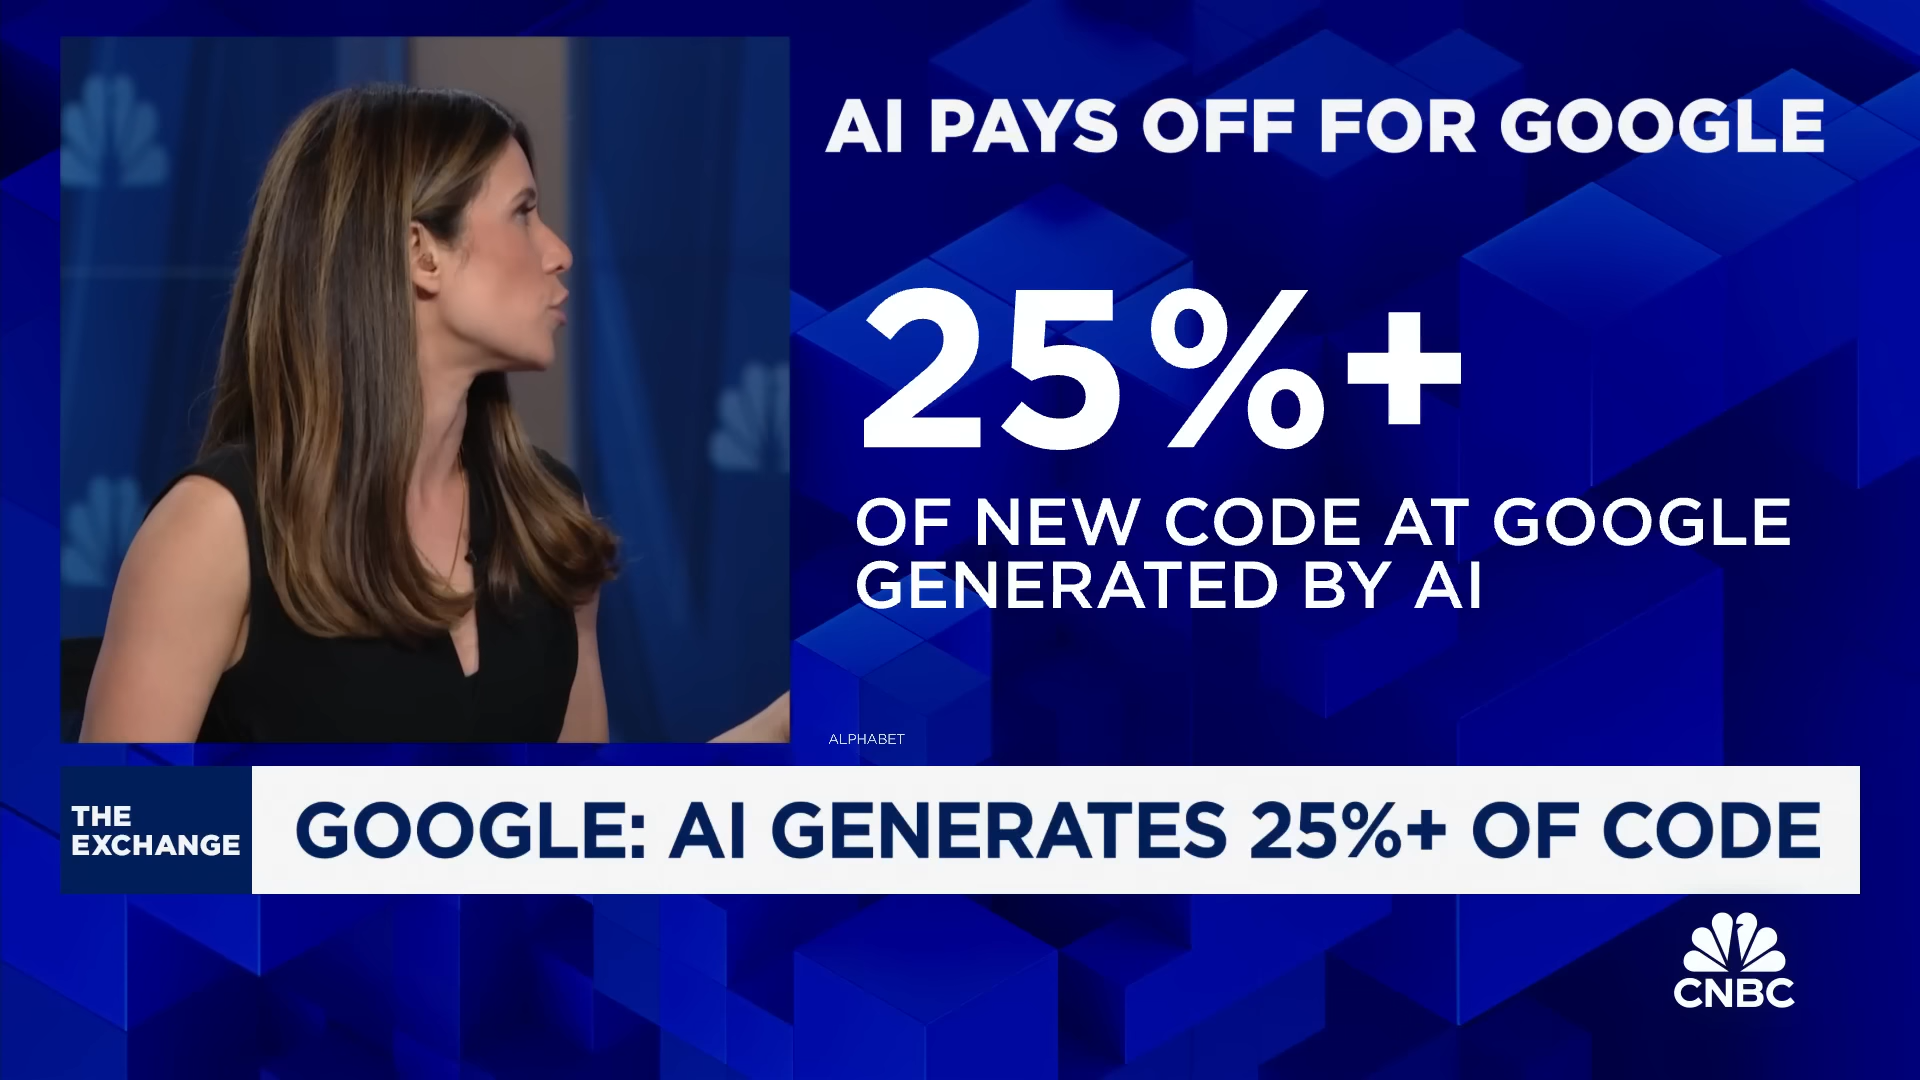 AI PAYS OFF FOR GOOGLE
25%+
OF NEW CODE AT GOOGLE
GENERATED BY AI
ALPHABET
THE
EXCHANGE
GOOGLE: AI GENERATES 25%+ OF CODE
CNBC